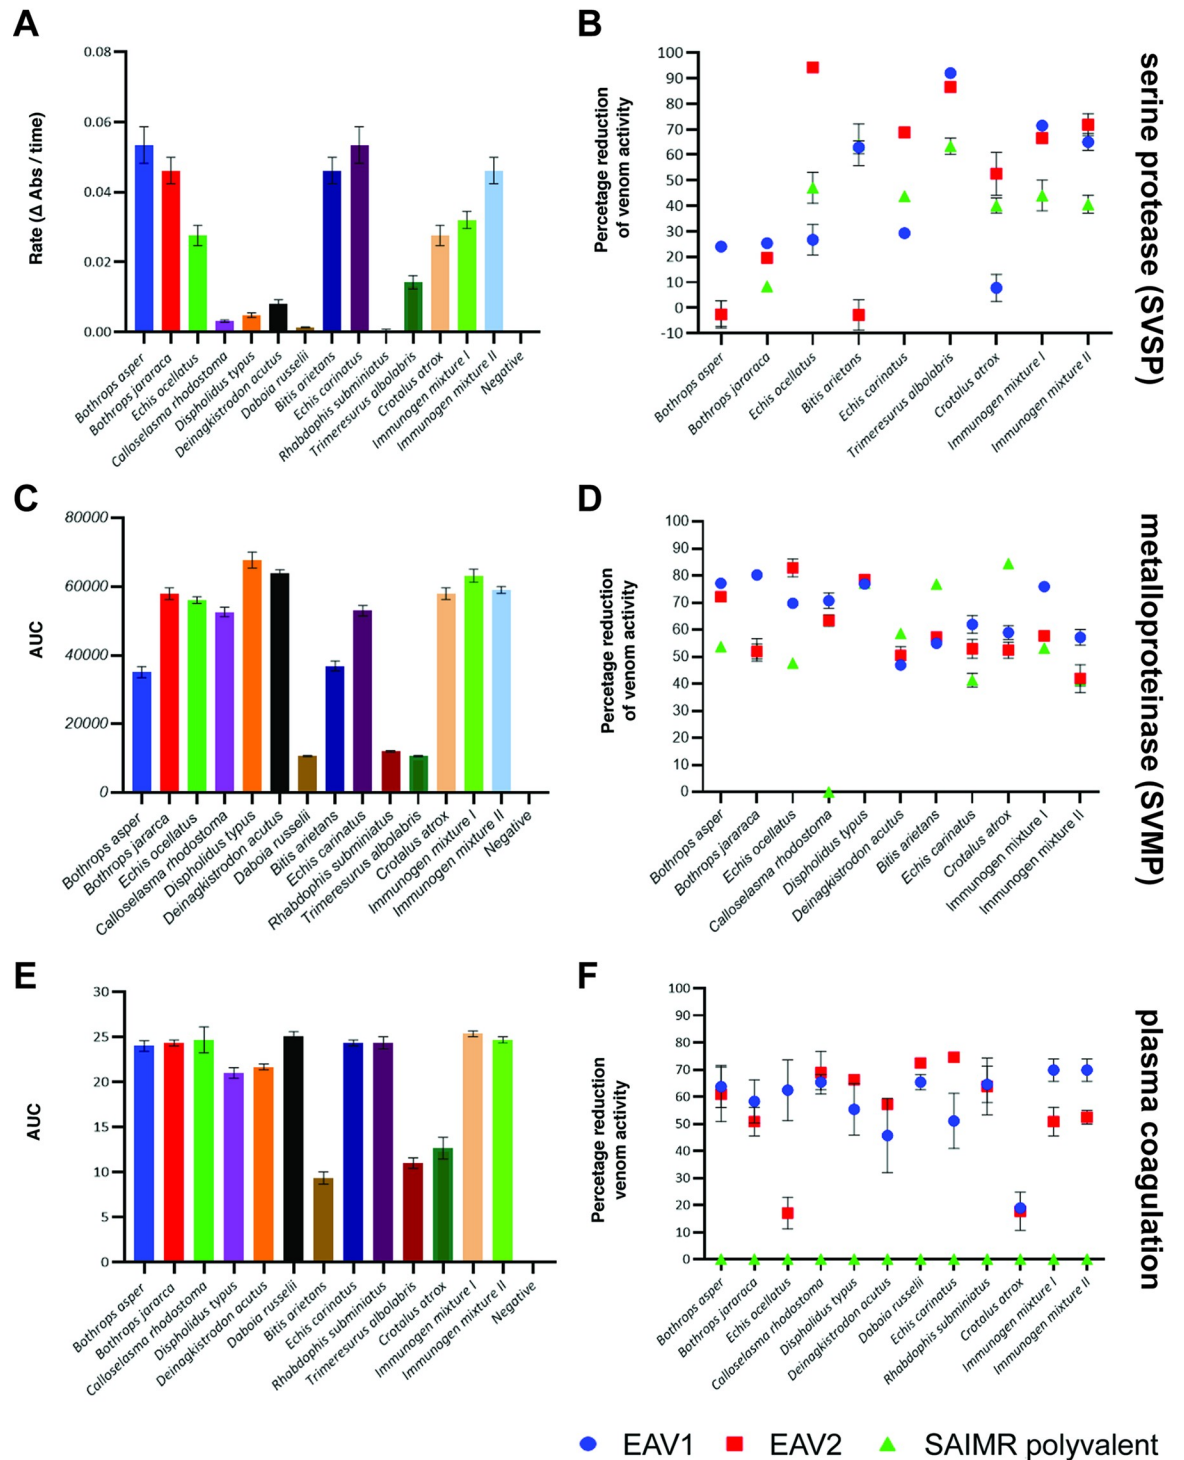 A
Rate (Δ Abs / time)
0.08
0.06
0.04
0.02
0.00
Bothrops asper
Bothrops jararaca
Echis ocellatus
Calloselasma rhodostoma
Dispholidus typus
Deinagkistrodon acutus
Daboia russelii
Bitis arietans
Echis carinatus
Rhabdophis subminiatus
Trimeresurus albolabris
Crotalus atrox
Immunogen mixture I
Immunogen mixture II
Negative
B
Percetage reduction
of venom activity
100
90
80
70
60
50
40
30
20
10
0
-10
Bothrops asper
Bothrops jararaca
Echis ocellatus
Bitis arietans
Echis carinatus
Trimeresurus albolabris
Crotalus atrox
Immunogen mixture I
Immunogen mixture II
serine protease (SVSP)
C
AUC
80000
60000
40000
20000
0
Bothrops asper
Bothrops jararca
Echis ocellatus
Calloselasma rhodostoma
Dispholidus typus
Deinagkistrodon acutus
Daboia russelii
Bitis arietans
Echis carinatus
Rhabdophis subminiatus
Trimeresurus albolabris
Crotalus atrox
Immunogen mixture I
Immunogen mixture II
Negative
D
Percetage reduction
of venom activity
100
90
80
70
60
50
40
30
20
10
0
Bothrops asper
Bothrops jararaca
Echis ocellatus
Calloselasma rhodostoma
Dispholidus typus
Deinagkistrodon acutus
Bitis arietans
Echis carinatus
Crotalus atrox
Immunogen mixture I
Immunogen mixture II
metalloproteinase (SVMP)
E
AUC
30
25
20
15
10
5
0
Bothrops asper
Bothrops jararca
Calloselasma rhodostoma
Dispholidus typus
Deinagkistrodon acutus
Daboia russelii
Bitis arietans
Echis carinatus
Rhabdophis subminiatus
Trimeresurus albolabris
Crotalus atrox
Immunogen mixture I
Immunogen mixture II
Negative
F
Percetage reduction
venom activity
100
90
80
70
60
50
40
30
20
10
0
Bothrops asper
Bothrops jararaca
Echis ocellatus
Calloselasma rhodostoma
Dispholidus typus
Deingkistrodon acutus
Daboia russelii
Echis carinatus
Rhabdophis subminiatus
Crotalus atrox
Immunogen mixture I
Immunogen mixture II
plasma coagulation
EAV1 EAV2 SAIMR polyvalent